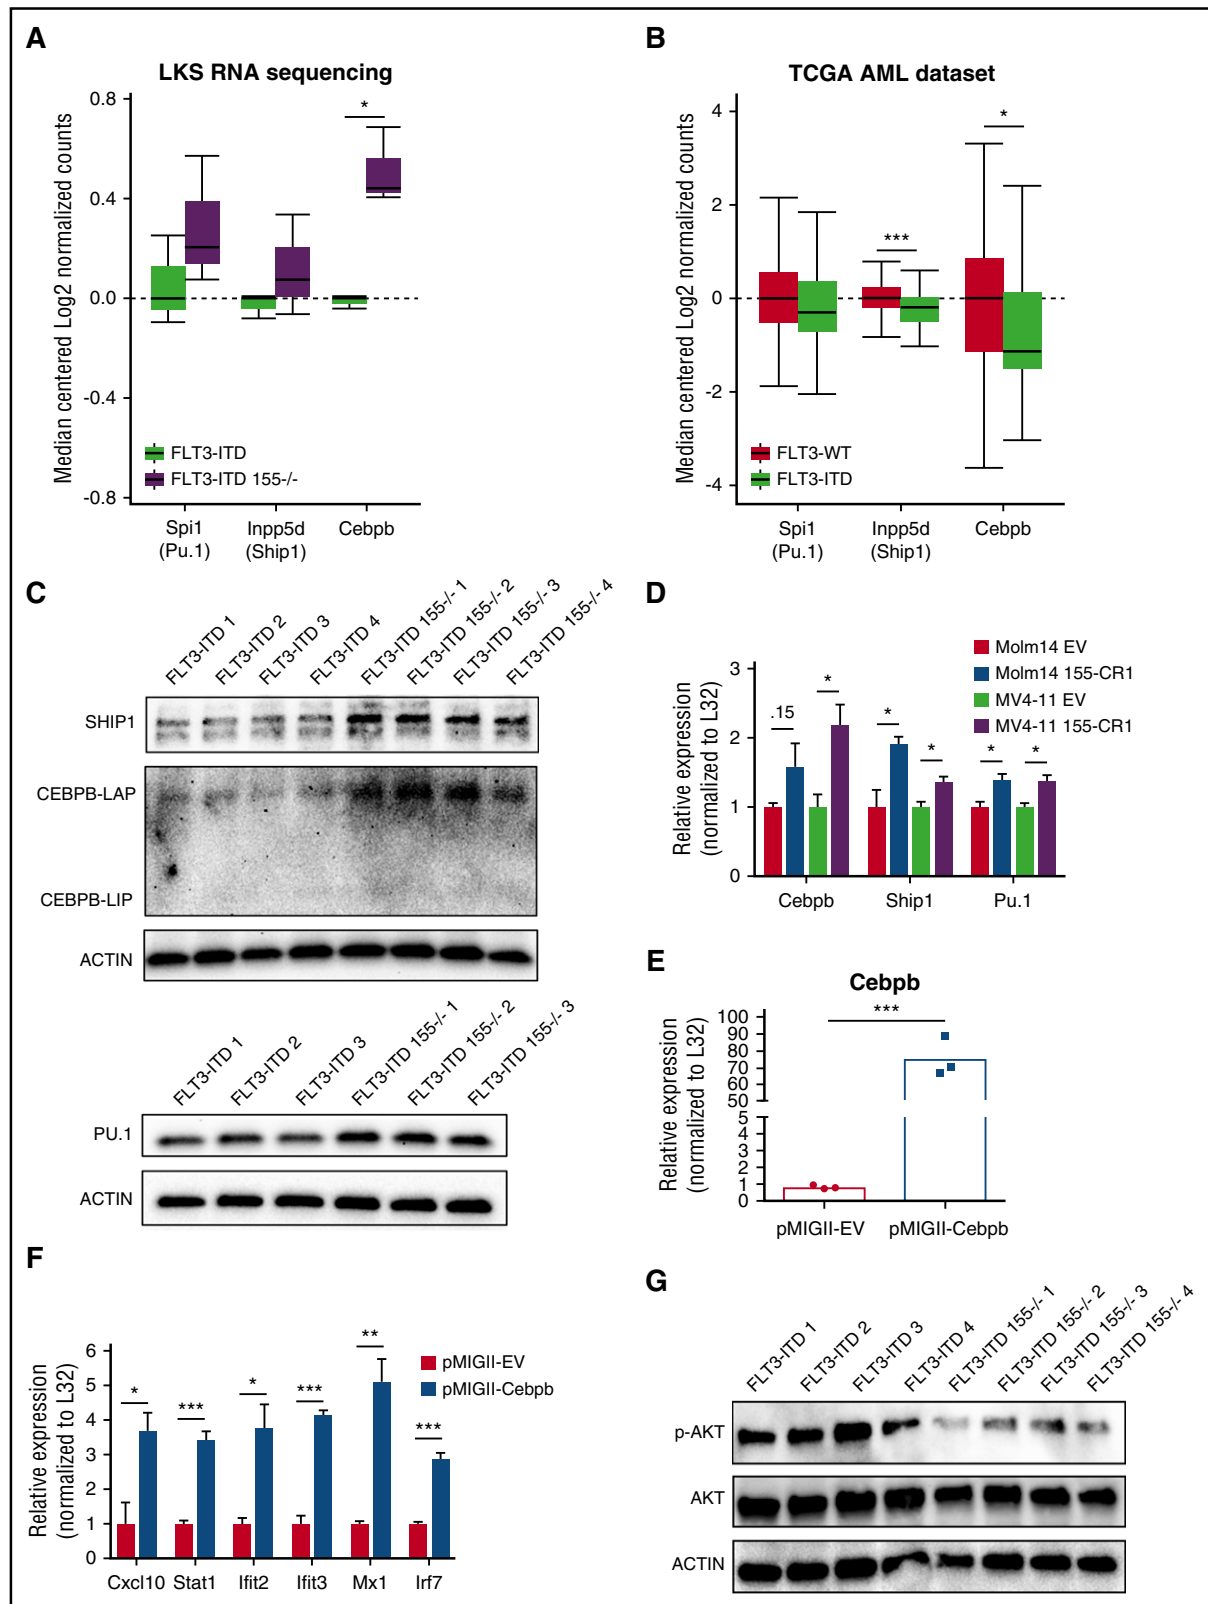 A
LKS RNA sequencing
Median centered Log2 normalized counts
0.8
0.4
0.0
-0.4
-0.8
*
FLT3-ITD
FLT3-ITD 155-/-
Spi1
(Pu.1)
Inpp5d
(Ship1)
Cebpb
B
TCGA AML dataset
Median centered Log2 normalized counts
4
2
0
-2
-4
***
*
FLT3-WT
FLT3-ITD
Spi1
(Pu.1)
Inpp5d
(Ship1)
Cebpb
C
FLT3-ITD 1
FLT3-ITD 2
FLT3-ITD 3
FLT3-ITD 4
FLT3-ITD 155-/- 1
FLT3-ITD 155-/- 2
FLT3-ITD 155-/- 3
FLT3-ITD 155-/- 4
SHIP1
CEBPB-LAP
CEBPB-LIP
ACTIN
FLT3-ITD 1
FLT3-ITD 2
FLT3-ITD 3
FLT3-ITD 155-/- 1
FLT3-ITD 155-/- 2
FLT3-ITD 155-/- 3
PU.1
ACTIN
D
Relative expression
(normalized to L32)
3
2
1
0
.15
*
*
*
*
*
Molm14 EV
Molm14 155-CR1
MV4-11 EV
MV4-11 155-CR1
Cebpb
Ship1
Pu.1
E
Cebpb
Relative expression
(normalized to L32)
100
90
80
70
60
50
5
4
3
2
1
0
***
pMIGII-EV
pMIGII-Cebpb
F
Relative expression
(normalized to L32)
6
5
4
3
2
1
0
*
***
*
***
**
***
pMIGII-EV
pMIGII-Cebpb
Cxcl10
Stat1
Ifit2
Ifit3
Mx1
Irf7
G
FLT3-ITD 1
FLT3-ITD 2
FLT3-ITD 3
FLT3-ITD 4
FLT3-ITD 155-/- 1
FLT3-ITD 155-/- 2
FLT3-ITD 155-/- 3
FLT3-ITD 155-/- 4
p-AKT
AKT
ACTIN